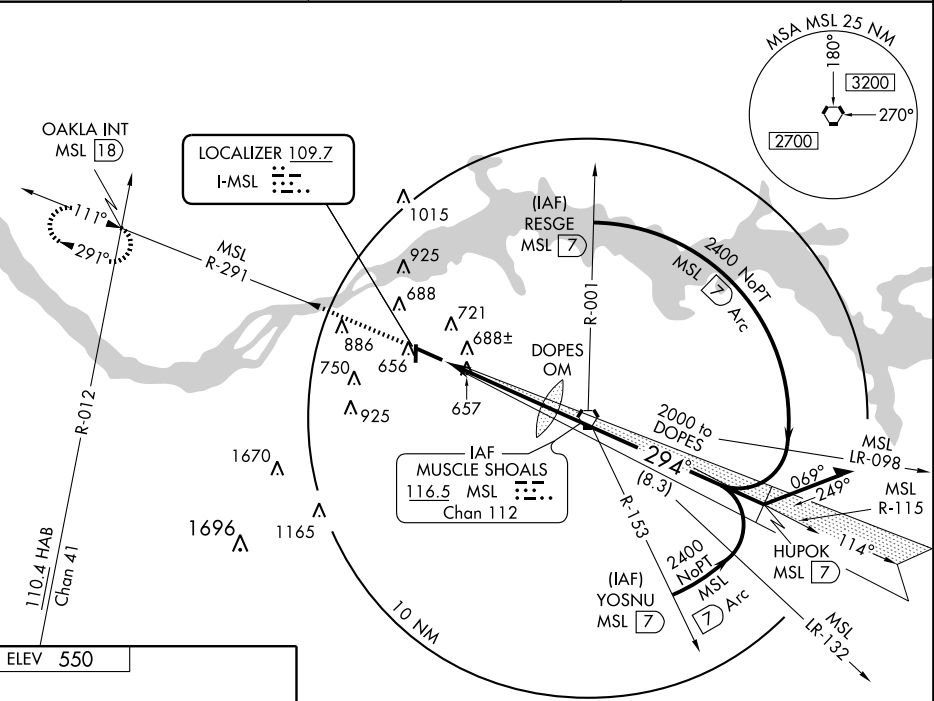 MSA MSL 25 NM
180°
3200
270°
2700
OAKLA INT
MSL 18
LOCALIZER 109.7
I-MSL
111°
291°
MSL
R-291
1015
925
688
721
688±
886
656
750
657
925
1670
1165
1696
(IAF)
RESGE
MSL 7
R-001
2400 NoPT
MSL 7 Arc
DOPES
OM
2000 to
DOPES
MSL
LR-098
IAF
MUSCLE SHOALS
116.5 MSL
Chan 112
294°
(8.3)
069°
249°
MSL
R-115
114°
HUPOK
MSL 7
R-153
2400
NoPT
MSL
7 Arc
(IAF)
YOSNU
MSL 7
MSL
LR-132
R-012
110.4 HAB
Chan 41
10 NM
ELEV 550